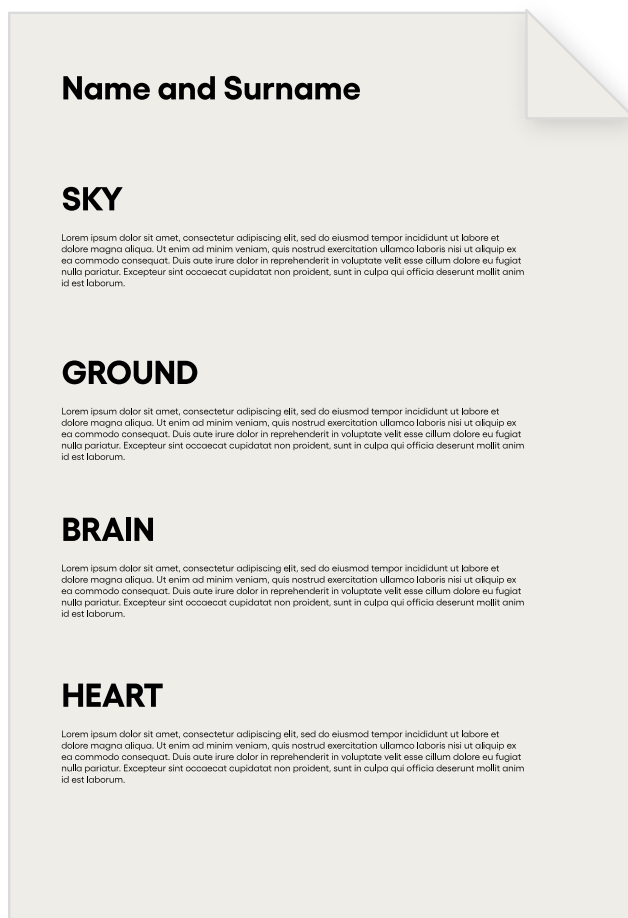 Name and Surname
SKY
Lorem ipsum dolor sit amet, consectetur adipiscing elit, sed do eiusmod tempor incididunt ut labore et
dolore magna aliqua. Ut enim ad minim veniam, quis nostrud exercitation ullamco laboris nisi ut aliquip ex
ea commodo consequat. Duis aute irure dolor in reprehenderit in voluptate velit esse cillum dolore eu fugiat
nulla pariatur. Excepteur sint occaecat cupidatat non proident, sunt in culpa qui officia deserunt mollit anim
id est laborum.
GROUND
Lorem ipsum dolor sit amet, consectetur adipiscing elit, sed do eiusmod tempor incididunt ut labore et
dolore magna aliqua. Ut enim ad minim veniam, quis nostrud exercitation ullamco laboris nisi ut aliquip ex
ea commodo consequat. Duis aute irure dolor in reprehenderit in voluptate velit esse cillum dolore eu fugiat
nulla pariatur. Excepteur sint occaecat cupidatat non proident, sunt in culpa qui officia deserunt mollit anim
id est laborum.
BRAIN
Lorem ipsum dolor sit amet, consectetur adipiscing elit, sed do eiusmod tempor incididunt ut labore et
dolore magna aliqua. Ut enim ad minim veniam, quis nostrud exercitation ullamco laboris nisi ut aliquip ex
ea commodo consequat. Duis aute irure dolor in reprehenderit in voluptate velit esse cillum dolore eu fugiat
nulla pariatur. Excepteur sint occaecat cupidatat non proident, sunt in culpa qui officia deserunt mollit anim
id est laborum.
HEART
Lorem ipsum dolor sit amet, consectetur adipiscing elit, sed do eiusmod tempor incididunt ut labore et
dolore magna aliqua. Ut enim ad minim veniam, quis nostrud exercitation ullamco laboris nisi ut aliquip ex
ea commodo consequat. Duis aute irure dolor in reprehenderit in voluptate velit esse cillum dolore eu fugiat
nulla pariatur. Excepteur sint occaecat cupidatat non proident, sunt in culpa qui officia deserunt mollit anim
id est laborum.